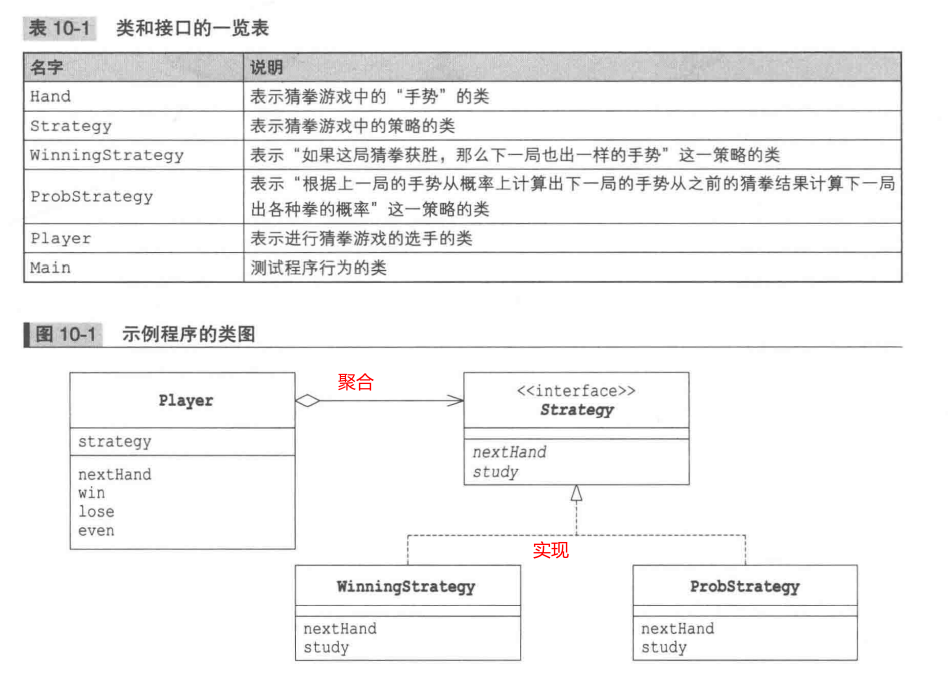 表 10-1 类和接口的一览表
名字 说明
Hand 表示猜拳游戏中的“手势”的类
Strategy 表示猜拳游戏中的策略的类
WinningStrategy 表示“如果这局猜拳获胜，那么下一局也出一样的手势”这一策略的类
ProbStrategy 表示“根据上一局的手势从概率上计算出下一局的手势从之前的猜拳结果计算下一局
出各种拳的概率”这一策略的类
Player 表示进行猜拳游戏的选手的类
Main 测试程序行为的类
图 10-1 示例程序的类图
聚合
Player
strategy
nextHand
win
lose
even
<<interface>>
Strategy
nextHand
study
实现
WinningStrategy
nextHand
study
ProbStrategy
nextHand
study